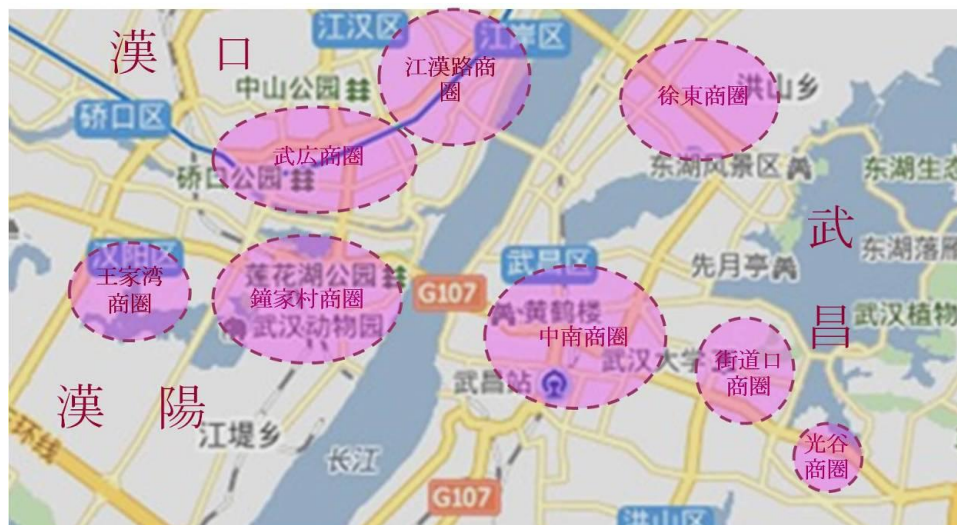 漢口
江汉区
江岸区
江漢路商
圈
徐東商圈
洪山乡
中山公园
硚口区
武広商圈
硚口公园
东湖风景区
东湖生态
武
昌
汉阳区
王家湾
商圈
莲花湖公园
鐘家村商圈
武汉动物园
G107
武昌区
黄鹤楼
中南商圈
先月亭
东湖落雁
武汉植物
武汉大学
街道口
商圈
武昌站
漢陽
江堤乡
长江
三环线
光谷
商圈
G107
洪山区